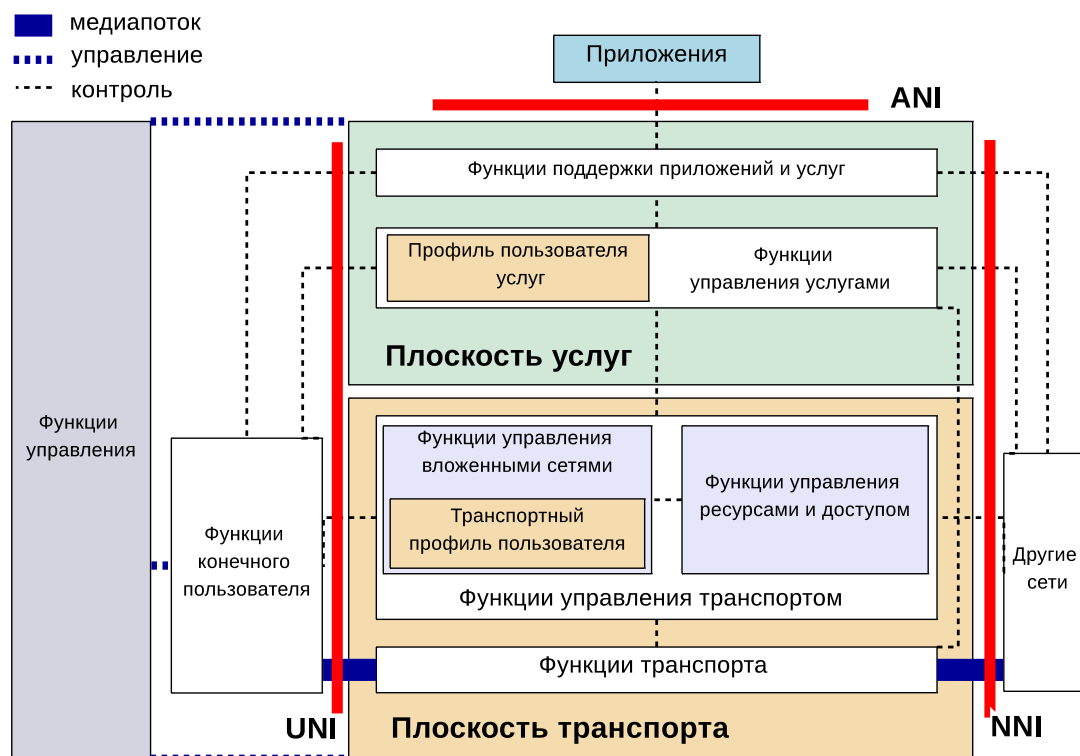 медиапоток
управление
контроль
Приложения
ANI
Функции поддержки приложений и услуг
Профиль пользователя
услуг
Функции
управления услугами
Плоскость услуг
Функции
управления
Функции управления
вложенными сетями
Транспортный
профиль пользователя
Функции управления
ресурсами и доступом
Функции
конечного
пользователя
Другие
сети
Функции управления транспортом
Функции транспорта
UNI
Плоскость транспорта
NNI